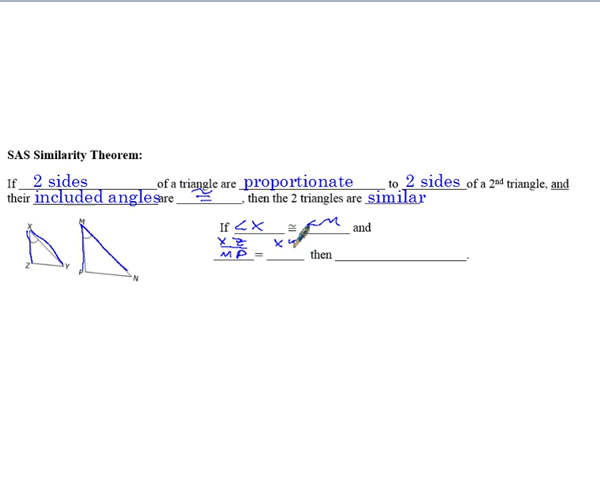 SAS Similarity Theorem:
If 2 sides of a triangle are proportionate to 2 sides of a 2nd triangle, and
their included angles are ≅, then the 2 triangles are similar
If <X ≅ <M and
XZ XY
MP = then .
X M
Z Y P N